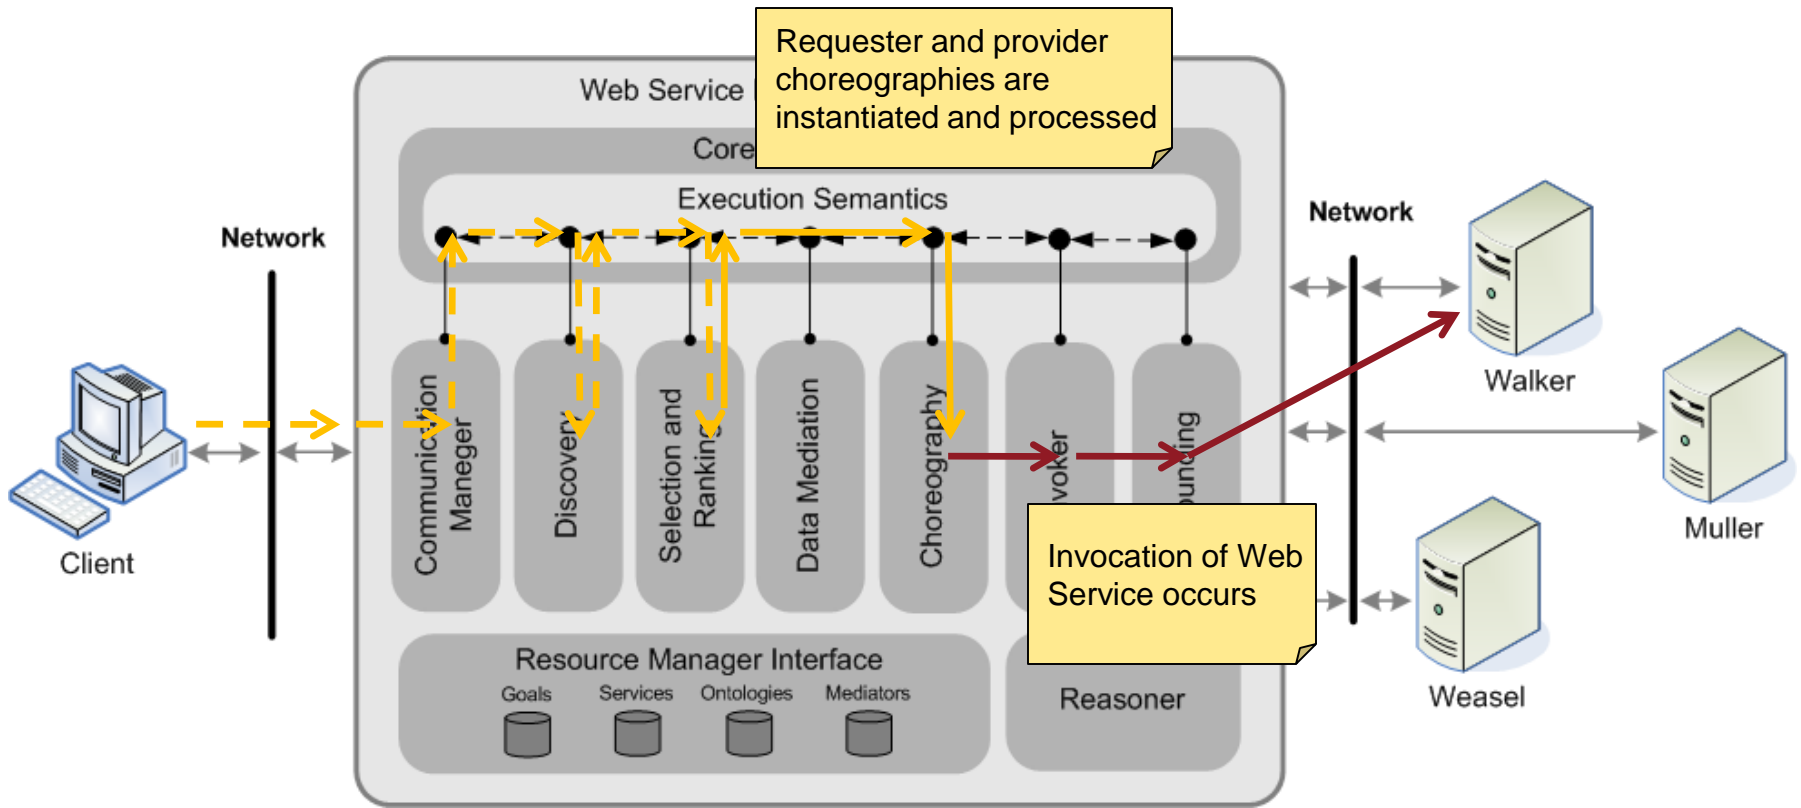 Requester and provider
choreographies are
instantiated and processed
Web Service
Core
Execution Semantics
Network
Network
Communication
Maneger
Discovery
Selection and
Ranking
Data Mediation
Choreography
Client
Walker
Muller
Weasel
Invocation of Web
Service occurs
Resource Manager Interface
Goals
Services
Ontologies
Mediators
Reasoner